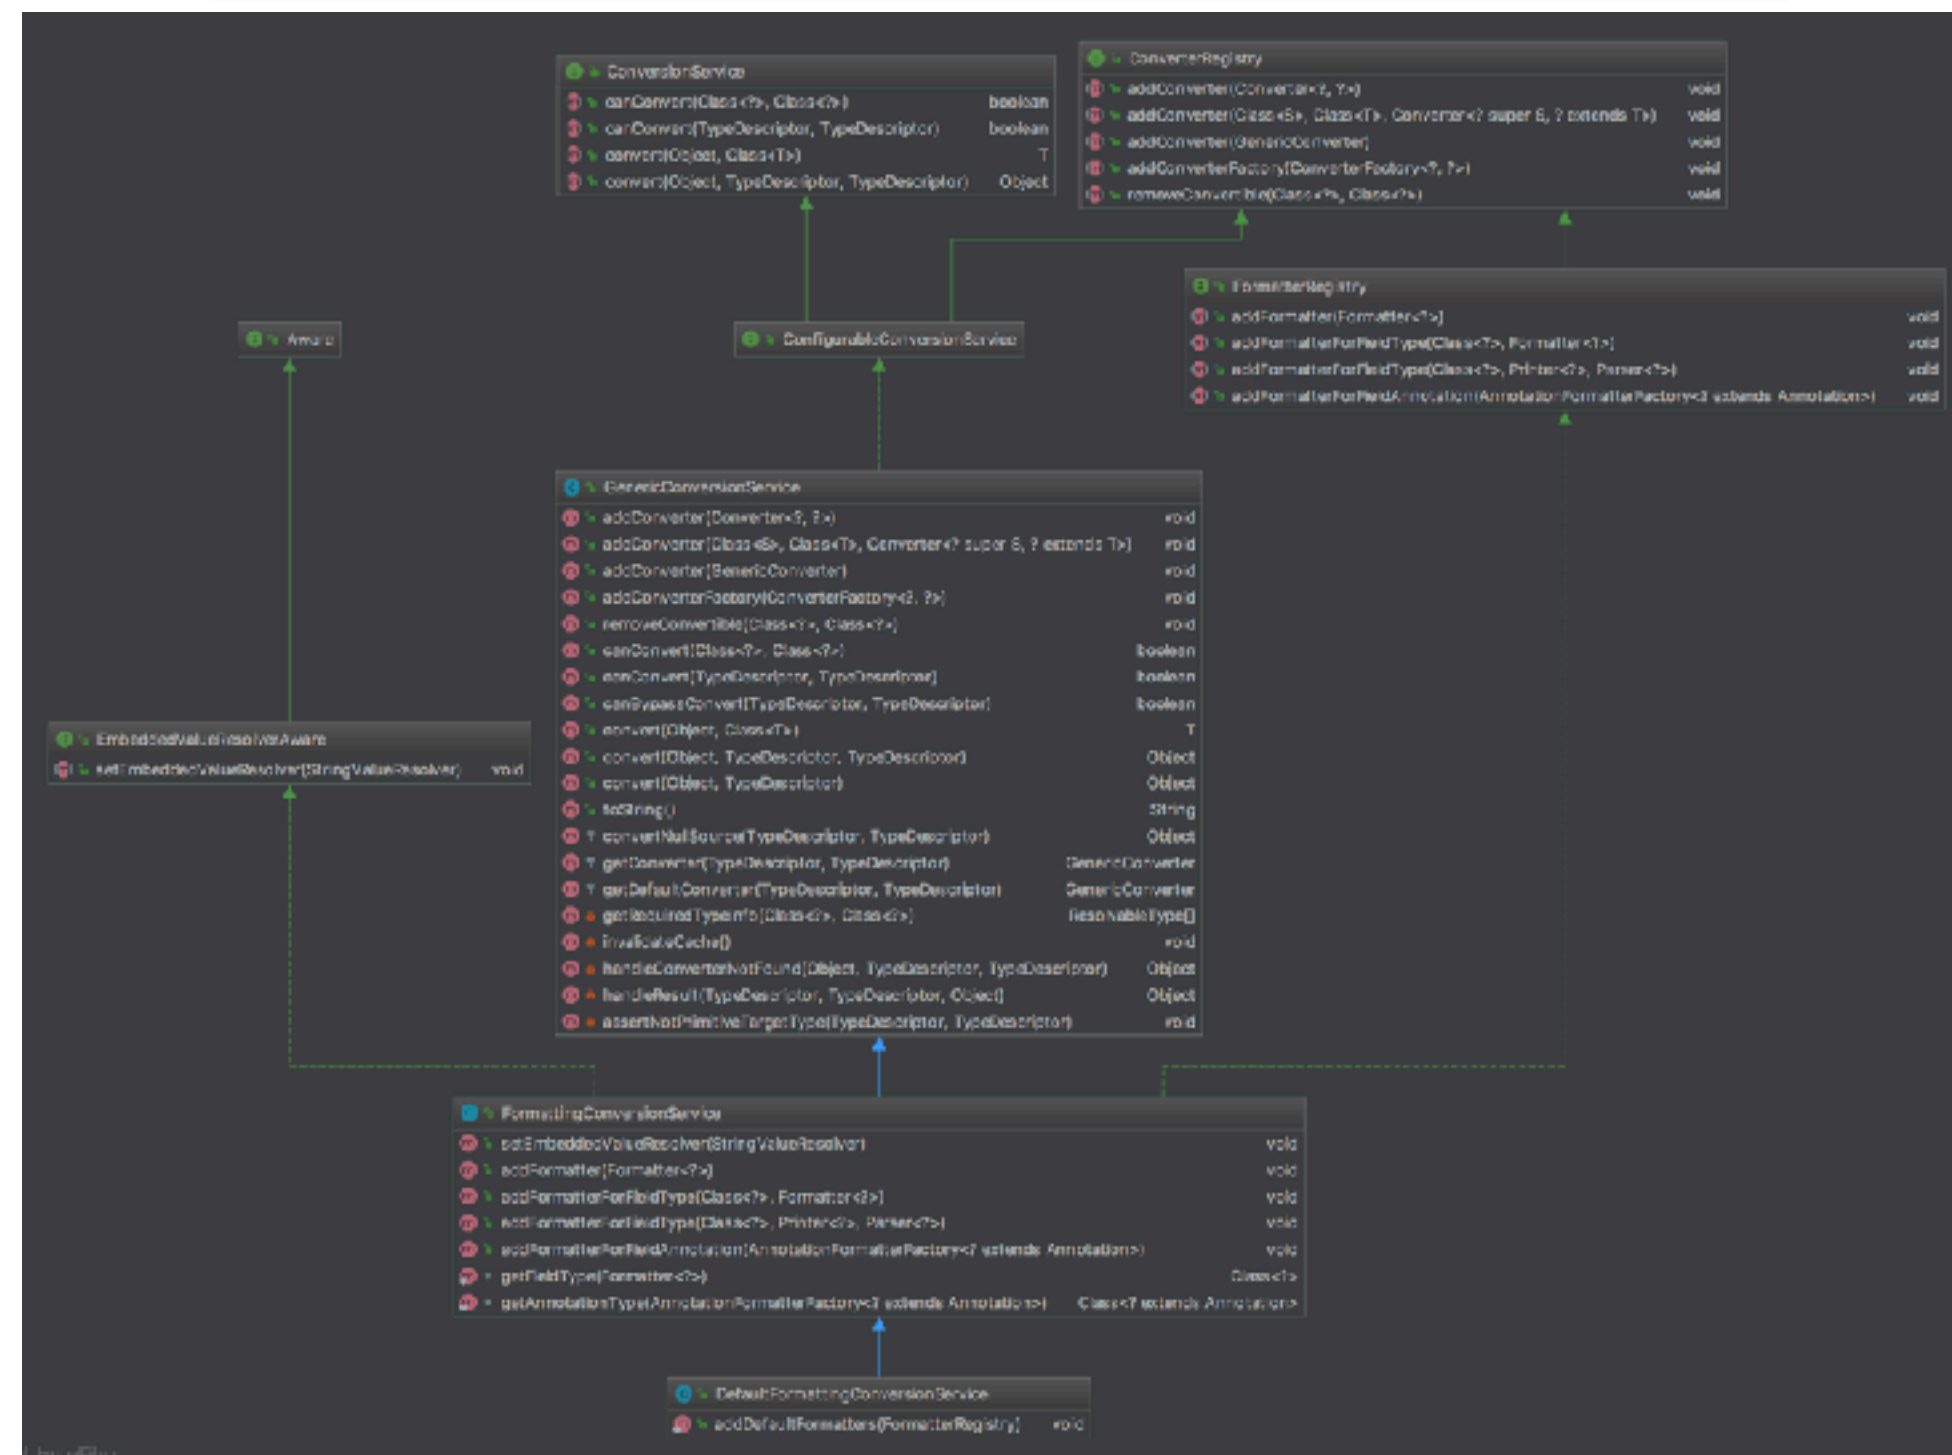 ConversionService
canConvert(Class<?>, Class<?>) boolean
canConvert(TypeDescriptor, TypeDescriptor) boolean
convert(Object, Class<T>) T
convert(Object, TypeDescriptor, TypeDescriptor) Object
ConverterRegistry
addConverter(Converter<?, ?>) void
addConverter(Class<S>, Class<T>, Converter<? super S, ? extends T>) void
addConverter(GenericConverter) void
addConverterFactory(ConverterFactory<?, ?>) void
removeConvertible(Class<?>, Class<?>) void
FormatterRegistry
addFormatter(Formatter<?>) void
addFormatterForFieldType(Class<?>, Formatter<?>) void
addFormatterForFieldType(Class<?>, Printer<?>, Parser<?>) void
addFormatterForFieldAnnotation(AnnotationFormatterFactory<? extends Annotation>) void
Aware
ConfigurableConversionService
GenericConversionService
addConverter(Converter<?, ?>) void
addConverter(Class<S>, Class<T>, Converter<? super S, ? extends T>) void
addConverter(GenericConverter) void
addConverterFactory(ConverterFactory<?, ?>) void
removeConvertible(Class<?>, Class<?>) void
canConvert(Class<?>, Class<?>) boolean
canConvert(TypeDescriptor, TypeDescriptor) boolean
canBypassConvert(TypeDescriptor, TypeDescriptor) boolean
convert(Object, Class<T>) T
convert(Object, TypeDescriptor, TypeDescriptor) Object
convert(Object, TypeDescriptor) Object
toString() String
convertNullSource(TypeDescriptor, TypeDescriptor) Object
getConverter(TypeDescriptor, TypeDescriptor) GenericConverter
getDefaultConverter(TypeDescriptor, TypeDescriptor) GenericConverter
getRequiredTypeInfo(Class<?>, Class<?>) ResolvableType[]
invalidateCache() void
handleConverterNotFound(Object, TypeDescriptor, TypeDescriptor) Object
handleResult(TypeDescriptor, TypeDescriptor, Object) Object
assertNotPrimitiveTargetType(TypeDescriptor, TypeDescriptor) void
EmbeddedValueResolverAware
setEmbeddedValueResolver(StringValueResolver) void
FormattingConversionService
setEmbeddedValueResolver(StringValueResolver) void
addFormatter(Formatter<?>) void
addFormatterForFieldType(Class<?>, Formatter<?>) void
addFormatterForFieldType(Class<?>, Printer<?>, Parser<?>) void
addFormatterForFieldAnnotation(AnnotationFormatterFactory<? extends Annotation>) void
getFieldType(Formatter<?>) Class<?>
getAnnotationType(AnnotationFormatterFactory<? extends Annotation>) Class<? extends Annotation>
DefaultFormattingConversionService
addDefaultFormatters(FormatterRegistry) void